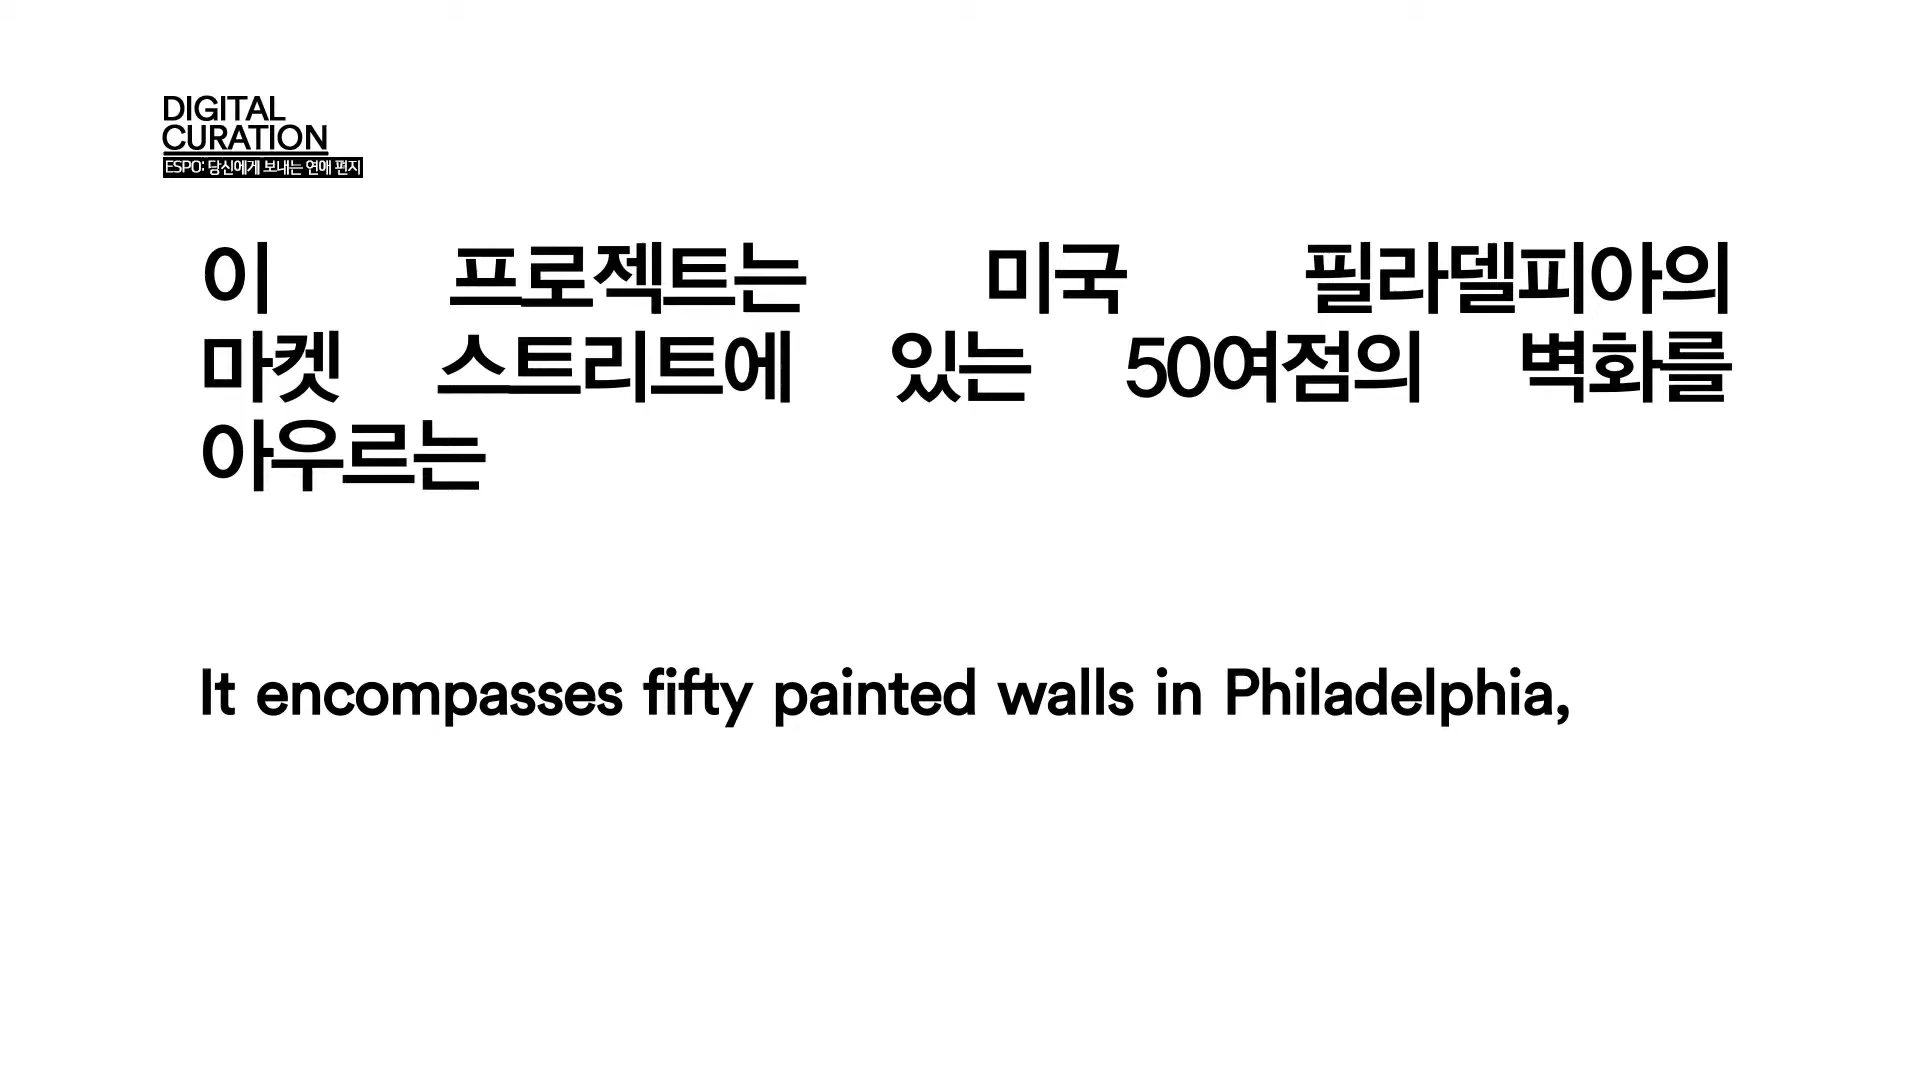 DIGITAL
CURATION
ESPO: 당신에게 보내는 연애 편지
이 프로젝트는 미국 필라델피아의
마켓 스트리트에 있는 50여점의 벽화를
아우르는
It encompasses fifty painted walls in Philadelphia,